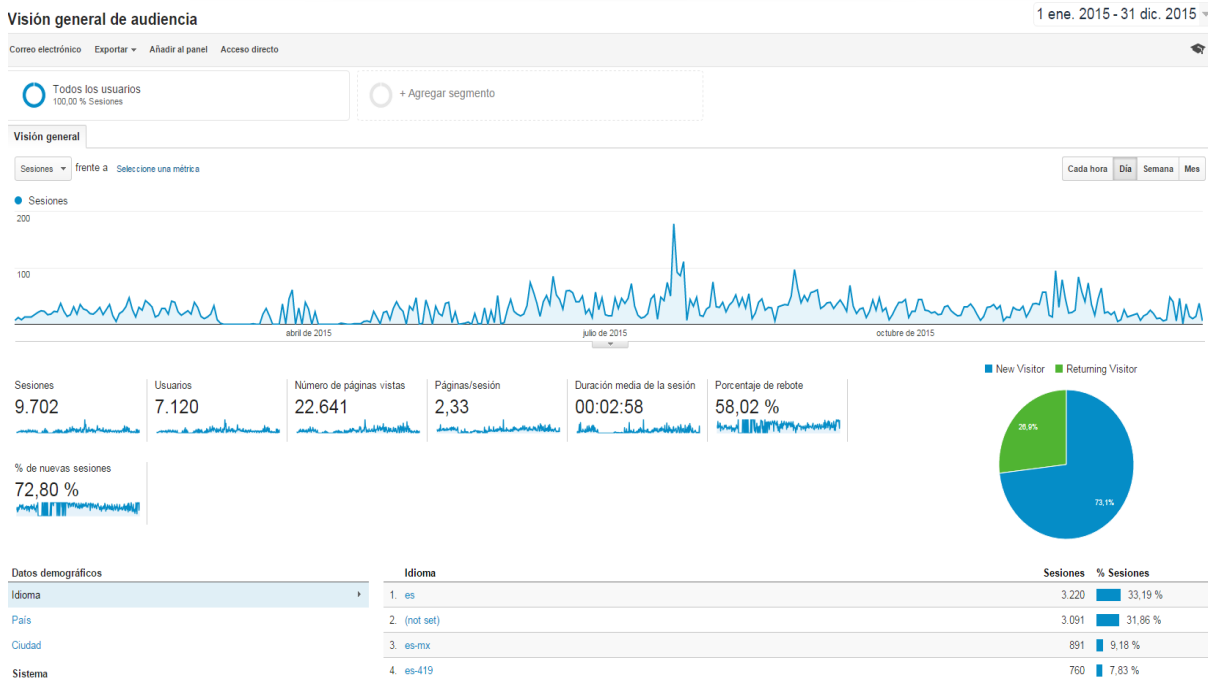 Visión general de audiencia
1 ene. 2015 - 31 dic. 2015
Correo electrónico Exportar Añadir al panel Acceso directo
Todos los usuarios
100,00 % Sesiones
+ Agregar segmento
Visión general
Sesiones frente a Seleccione una métrica
Cada hora Día Semana Mes
Sesiones
200
100
abril de 2015 julio de 2015 octubre de 2015
New Visitor Returning Visitor
Sesiones Usuarios Número de páginas vistas Páginas/sesión Duración media de la sesión Porcentaje de rebote
9.702 7.120 22.641 2,33 00:02:58 58,02 %
26,9%
73,1%
% de nuevas sesiones
72,80 %
Datos demográficos
Idioma
País
Ciudad
Sistema
Idioma Sesiones % Sesiones
1. es 3.220 33,19 %
2. (not set) 3.091 31,86 %
3. es-mx 891 9,18 %
4. es-419 760 7,83 %